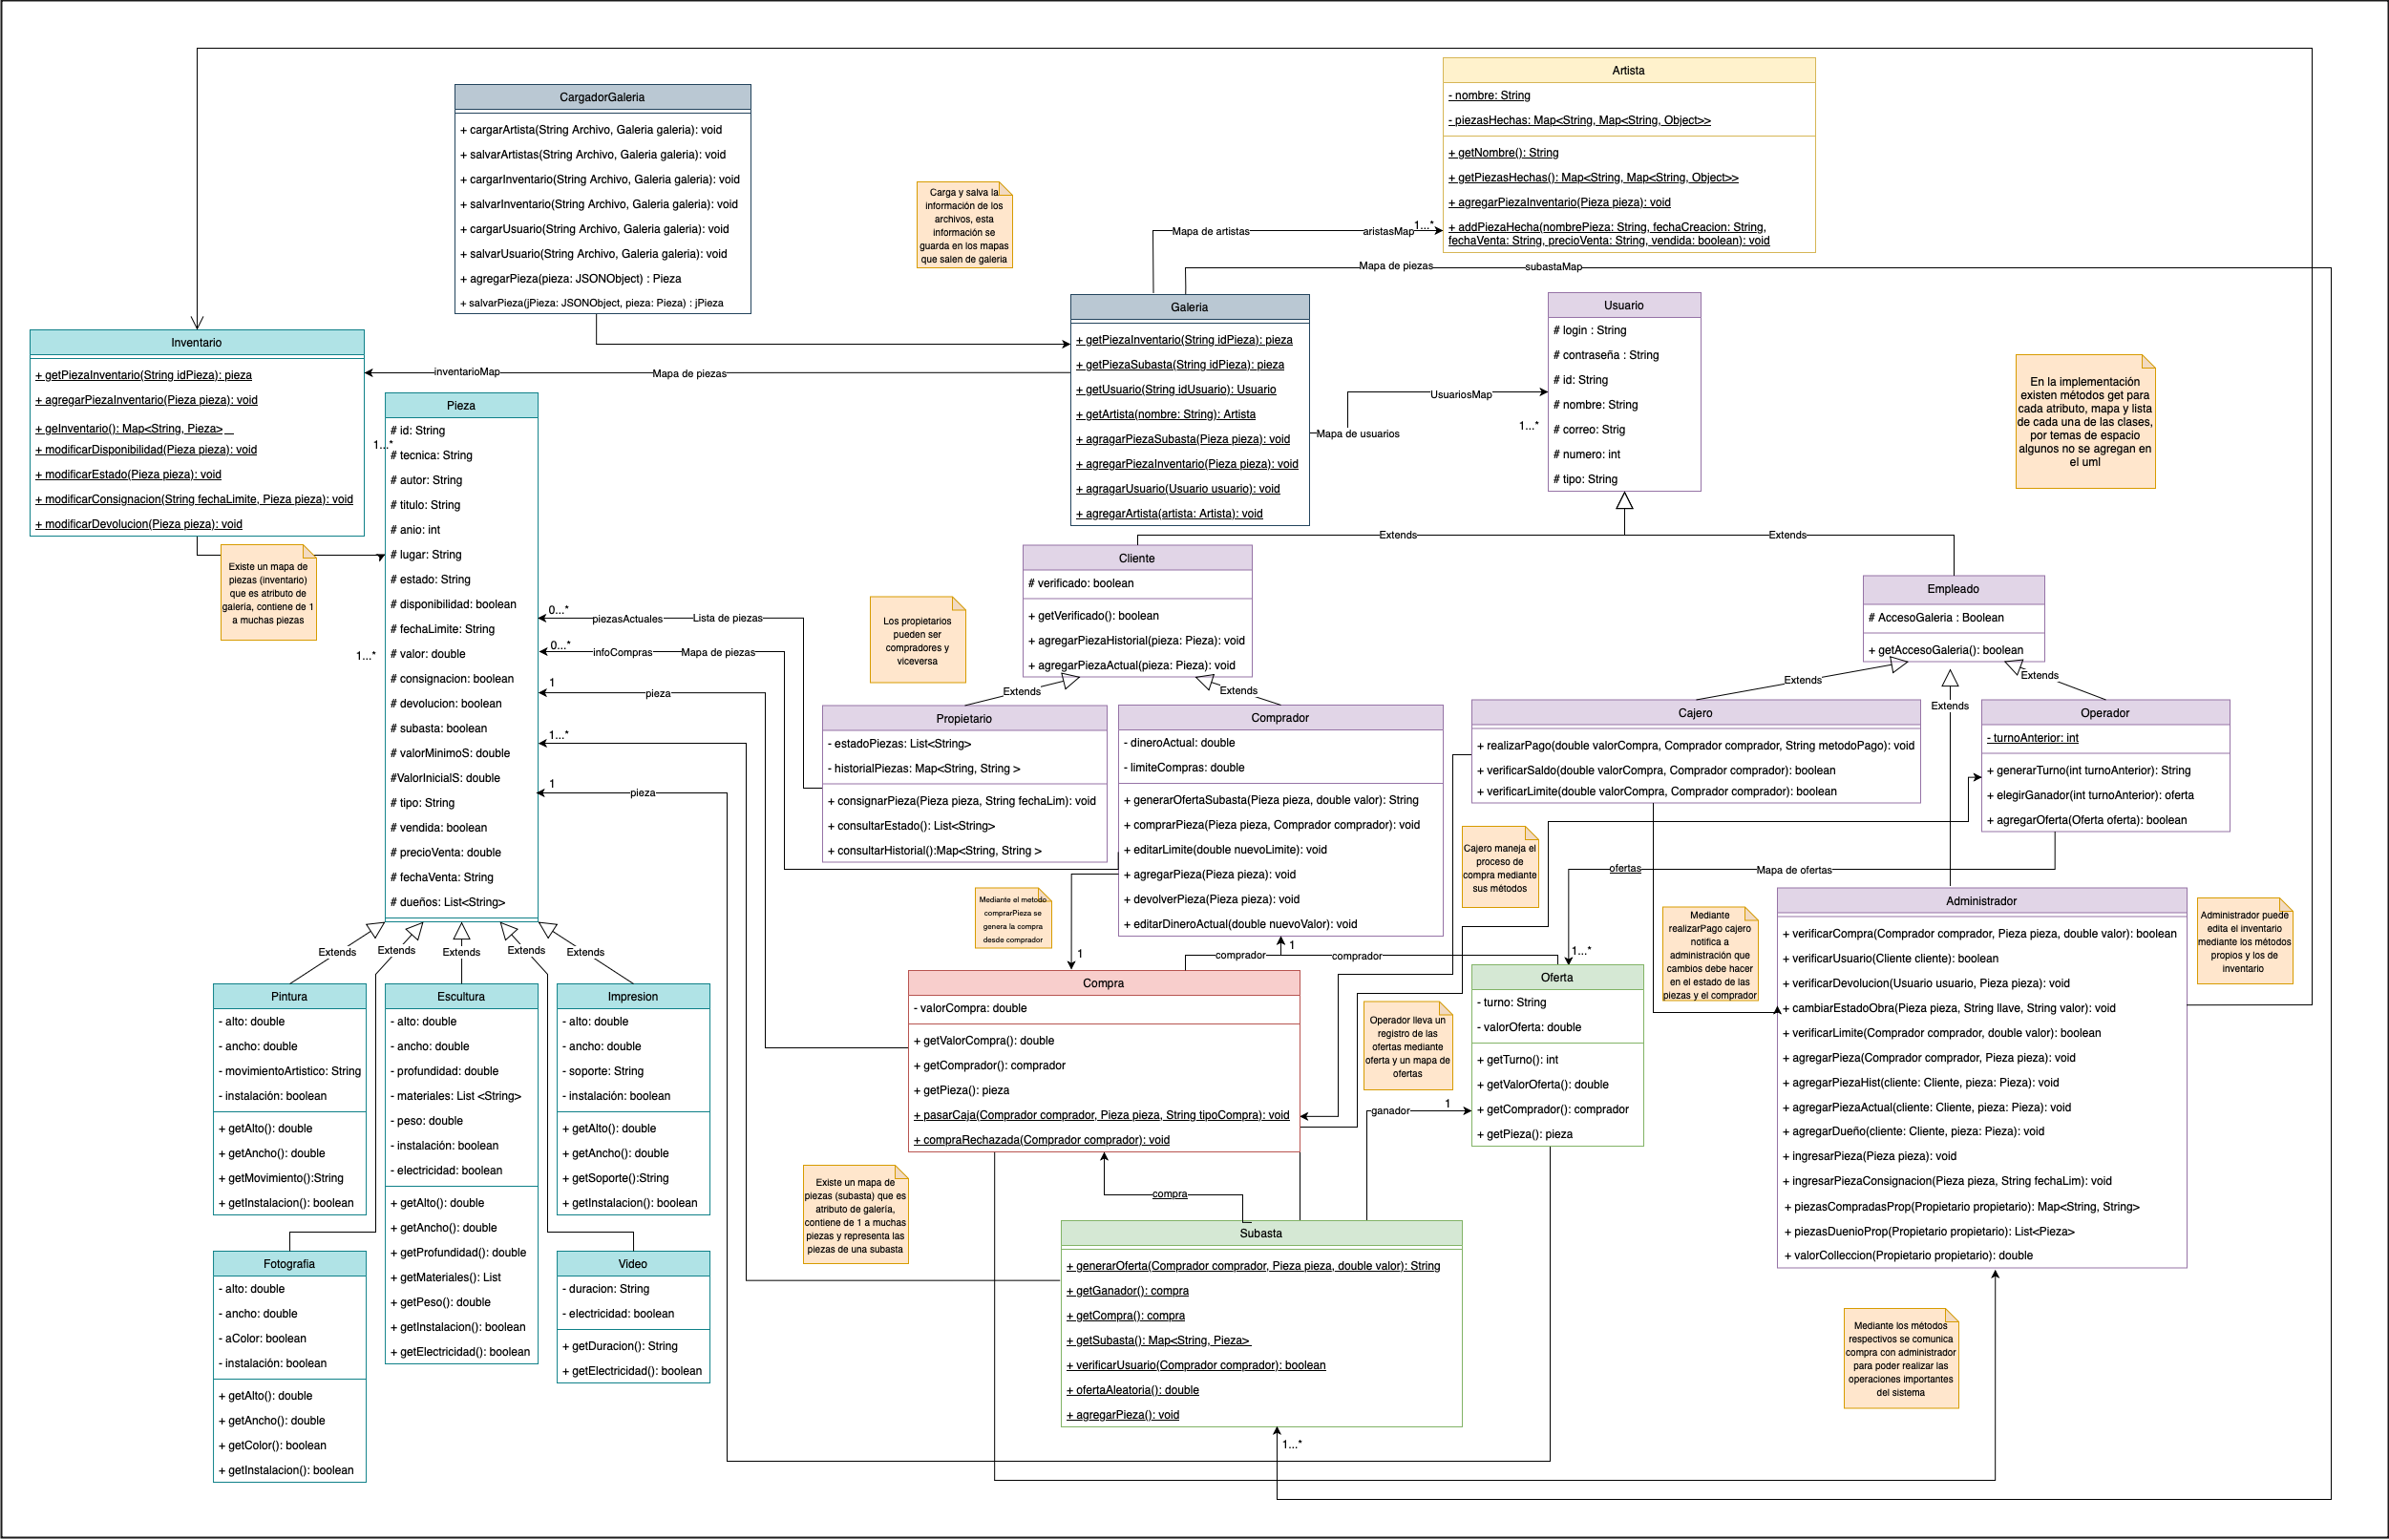 Artista
- nombre: String
- piezasHechas: Map<String, Map<String, Object>>
+ getNombre(): String
+ getPiezasHechas(): Map<String, Map<String, Object>>
+ agregarPiezaInventario(Pieza pieza): void
+ addPiezaHecha(nombrePieza: String, fechaCreacion: String,
fechaVenta: String, precioVenta: String, vendida: boolean): void
CargadorGaleria
+ cargarArtista(String Archivo, Galeria galeria): void
+ salvarArtistas(String Archivo, Galeria galeria): void
+ cargarInventario(String Archivo, Galeria galeria): void
+ salvarInventario(String Archivo, Galeria galeria): void
+ cargarUsuario(String Archivo, Galeria galeria): void
+ salvarUsuario(String Archivo, Galeria galeria): void
+ agregarPieza(pieza: JSONObject) : Pieza
+ salvarPieza(jPieza: JSONObject, pieza: Pieza) : jPieza
Carga y salva la
información de los
archivos, esta
información se
guarda en los mapas
que salen de galeria
Mapa de artistas
aristasMap
1...*
Mapa de piezas
subastaMap
Galeria
+ getPiezaInventario(String idPieza): pieza
+ getPiezaSubasta(String idPieza): pieza
+ getUsuario(String idUsuario): Usuario
+ getArtista(nombre: String): Artista
+ agragarPiezaSubasta(Pieza pieza): void
+ agregarPiezaInventario(Pieza pieza): void
+ agragarUsuario(Usuario usuario): void
+ agregarArtista(artista: Artista): void
Usuario
# login : String
# contraseña : String
# id: String
# nombre: String
# correo: Strig
# numero: int
# tipo: String
UsuariosMap
Mapa de usuarios
1...*
En la implementación
existen métodos get para
cada atributo, mapa y lista
de cada una de las clases,
por temas de espacio
algunos no se agregan en
el uml
Inventario
+ getPiezaInventario(String idPieza): pieza
+ agregarPiezaInventario(Pieza pieza): void
+ geInventario(): Map<String, Pieza>
+ modificarDisponibilidad(Pieza pieza): void
+ modificarEstado(Pieza pieza): void
+ modificarConsignacion(String fechaLimite, Pieza pieza): void
+ modificarDevolucion(Pieza pieza): void
inventarioMap
Mapa de piezas
Existe un mapa de
piezas (inventario)
que es atributo de
galería, contiene de 1
a muchas piezas
1...*
1...*
Pieza
# id: String
# tecnica: String
# autor: String
# titulo: String
# anio: int
# lugar: String
# estado: String
# disponibilidad: boolean
# fechaLimite: String
# valor: double
# consignacion: boolean
# devolucion: boolean
# subasta: boolean
# valorMinimoS: double
#ValorInicialS: double
# tipo: String
# vendida: boolean
# precioVenta: double
# fechaVenta: String
# dueños: List<String>
0...*
piezasActuales
Lista de piezas
0...*
infoCompras
Mapa de piezas
1
pieza
1...*
1
pieza
Los propietarios
pueden ser
compradores y
viceversa
Extends
Extends
Cliente
# verificado: boolean
+ getVerificado(): boolean
+ agregarPiezaHistorial(pieza: Pieza): void
+ agregarPiezaActual(pieza: Pieza): void
Empleado
# AccesoGaleria : Boolean
+ getAccesoGaleria(): boolean
Extends
Extends
Extends
Extends
Extends
Propietario
- estadoPiezas: List<String>
- historialPiezas: Map<String, String >
+ consignarPieza(Pieza pieza, String fechaLim): void
+ consultarEstado(): List<String>
+ consultarHistorial():Map<String, String >
Comprador
- dineroActual: double
- limiteCompras: double
+ generarOfertaSubasta(Pieza pieza, double valor): String
+ comprarPieza(Pieza pieza, Comprador comprador): void
+ editarLimite(double nuevoLimite): void
+ agregarPieza(Pieza pieza): void
+ devolverPieza(Pieza pieza): void
+ editarDineroActual(double nuevoValor): void
Cajero
+ realizarPago(double valorCompra, Comprador comprador, String metodoPago): void
+ verificarSaldo(double valorCompra, Comprador comprador): boolean
+ verificarLimite(double valorCompra, Comprador comprador): boolean
Operador
- turnoAnterior: int
+ generarTurno(int turnoAnterior): String
+ elegirGanador(int turnoAnterior): oferta
+ agregarOferta(Oferta oferta): boolean
Cajero maneja el
proceso de
compra mediante
sus métodos
ofertas
Mapa de ofertas
1...*
Mediante el metodo
comprarPieza se
genera la compra
desde comprador
1
1
comprador
comprador
Mediante
realizarPago cajero
notifica a
administración que
cambios debe hacer
en el estado de las
piezas y el comprador
Administrador
+ verificarCompra(Comprador comprador, Pieza pieza, double valor): boolean
+ verificarUsuario(Cliente cliente): boolean
+ verificarDevolucion(Usuario usuario, Pieza pieza): void
+ cambiarEstadoObra(Pieza pieza, String llave, String valor): void
+ verificarLimite(Comprador comprador, double valor): boolean
+ agregarPieza(Comprador comprador, Pieza pieza): void
+ agregarPiezaHist(cliente: Cliente, pieza: Pieza): void
+ agregarPiezaActual(cliente: Cliente, pieza: Pieza): void
+ agregarDueño(cliente: Cliente, pieza: Pieza): void
+ ingresarPieza(Pieza pieza): void
+ ingresarPiezaConsignacion(Pieza pieza, String fechaLim): void
+ piezasCompradasProp(Propietario propietario): Map<String, String>
+ piezasDuenioProp(Propietario propietario): List<Pieza>
+ valorColleccion(Propietario propietario): double
Administrador puede
edita el inventario
mediante los métodos
propios y los de
inventario
Extends
Extends
Extends
Extends
Extends
Pintura
- alto: double
- ancho: double
- movimientoArtistico: String
- instalación: boolean
+ getAlto(): double
+ getAncho(): double
+ getMovimiento():String
+ getInstalacion(): boolean
Escultura
- alto: double
- ancho: double
- profundidad: double
- materiales: List <String>
- peso: double
- instalación: boolean
- electricidad: boolean
+ getAlto(): double
+ getAncho(): double
+ getProfundidad(): double
+ getMateriales(): List
+ getPeso(): double
+ getInstalacion(): boolean
+ getElectricidad(): boolean
Impresion
- alto: double
- ancho: double
- soporte: String
- instalación: boolean
+ getAlto(): double
+ getAncho(): double
+ getSoporte():String
+ getInstalacion(): boolean
Compra
- valorCompra: double
+ getValorCompra(): double
+ getComprador(): comprador
+ getPieza(): pieza
+ pasarCaja(Comprador comprador, Pieza pieza, String tipoCompra): void
+ compraRechazada(Comprador comprador): void
Operador lleva un
registro de las
ofertas mediante
oferta y un mapa de
ofertas
Oferta
- turno: String
- valorOferta: double
+ getTurno(): int
+ getValorOferta(): double
+ getComprador(): comprador
+ getPieza(): pieza
ganador
1
compra
Existe un mapa de
piezas (subasta) que es
atributo de galería,
contiene de 1 a muchas
piezas y representa las
piezas de una subasta
Subasta
+ generarOferta(Comprador comprador, Pieza pieza, double valor): String
+ getGanador(): compra
+ getCompra(): compra
+ getSubasta(): Map<String, Pieza>
+ verificarUsuario(Comprador comprador): boolean
+ ofertaAleatoria(): double
+ agregarPieza(): void
1...*
Fotografia
- alto: double
- ancho: double
- aColor: boolean
- instalación: boolean
+ getAlto(): double
+ getAncho(): double
+ getColor(): boolean
+ getInstalacion(): boolean
Video
- duracion: String
- electricidad: boolean
+ getDuracion(): String
+ getElectricidad(): boolean
Mediante los métodos
respectivos se comunica
compra con administrador
para poder realizar las
operaciones importantes
del sistema